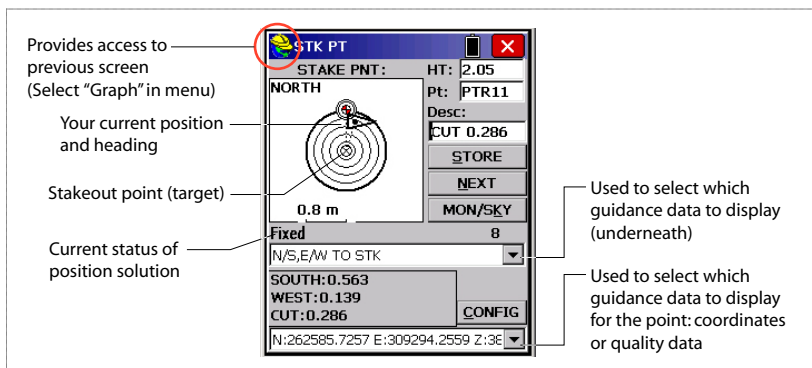 Provides access to
previous screen
(Select “Graph” in menu)
Your current position
and heading
Stakeout point (target)
Current status of
position solution
STK PT
STAKE PNT:
HT: 2.05
NORTH
Pt: PTR11
Desc:
CUT 0.286
STORE
NEXT
MON/SKY
0.8 m
Fixed 8
N/S,E/W TO STK
SOUTH:0.563
WEST:0.139
CUT:0.286
CONFIG
N:262585.7257 E:309294.2559 Z:38
Used to select which
guidance data to display
(underneath)
Used to select which
guidance data to display
for the point: coordinates
or quality data